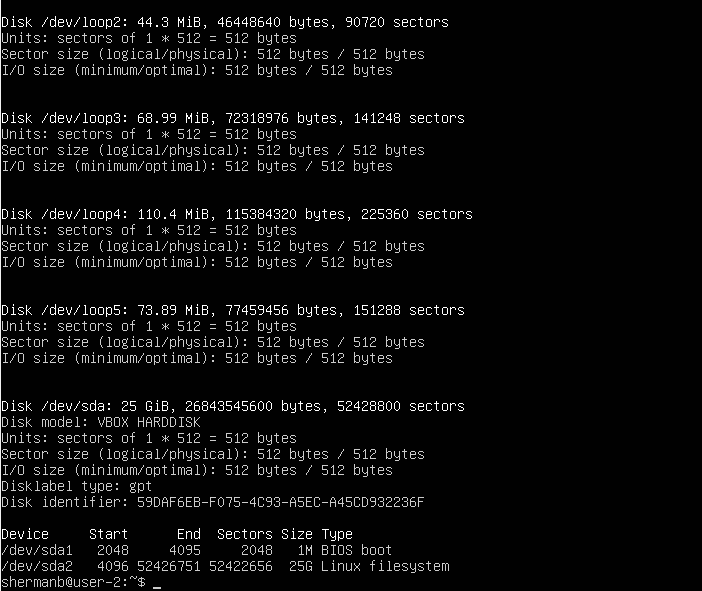 Disk /dev/loop2: 44.3 MiB, 46448640 bytes, 90720 sectors
Units: sectors of 1 * 512 = 512 bytes
Sector size (logical/physical): 512 bytes / 512 bytes
I/O size (minimum/optimal): 512 bytes / 512 bytes
Disk /dev/loop3: 68.99 MiB, 72318976 bytes, 141248 sectors
Units: sectors of 1 * 512 = 512 bytes
Sector size (logical/physical): 512 bytes / 512 bytes
I/O size (minimum/optimal): 512 bytes / 512 bytes
Disk /dev/loop4: 110.4 MiB, 115384320 bytes, 225360 sectors
Units: sectors of 1 * 512 = 512 bytes
Sector size (logical/physical): 512 bytes / 512 bytes
I/O size (minimum/optimal): 512 bytes / 512 bytes
Disk /dev/loop5: 73.89 MiB, 77459456 bytes, 151288 sectors
Units: sectors of 1 * 512 = 512 bytes
Sector size (logical/physical): 512 bytes / 512 bytes
I/O size (minimum/optimal): 512 bytes / 512 bytes
Disk /dev/sda: 25 GiB, 26843545600 bytes, 52428800 sectors
Disk model: VBOX HARDDISK
Units: sectors of 1 * 512 = 512 bytes
Sector size (logical/physical): 512 bytes / 512 bytes
I/O size (minimum/optimal): 512 bytes / 512 bytes
Disklabel type: gpt
Disk identifier: 59DAF6EB-F075-4C93-A5EC-A45CD932236F
Device     Start      End  Sectors Size Type
/dev/sda1   2048     4095     2048   1M BIOS boot
/dev/sda2   4096 52426751 52422656  25G Linux filesystem
shermanb@user-2:~$ _